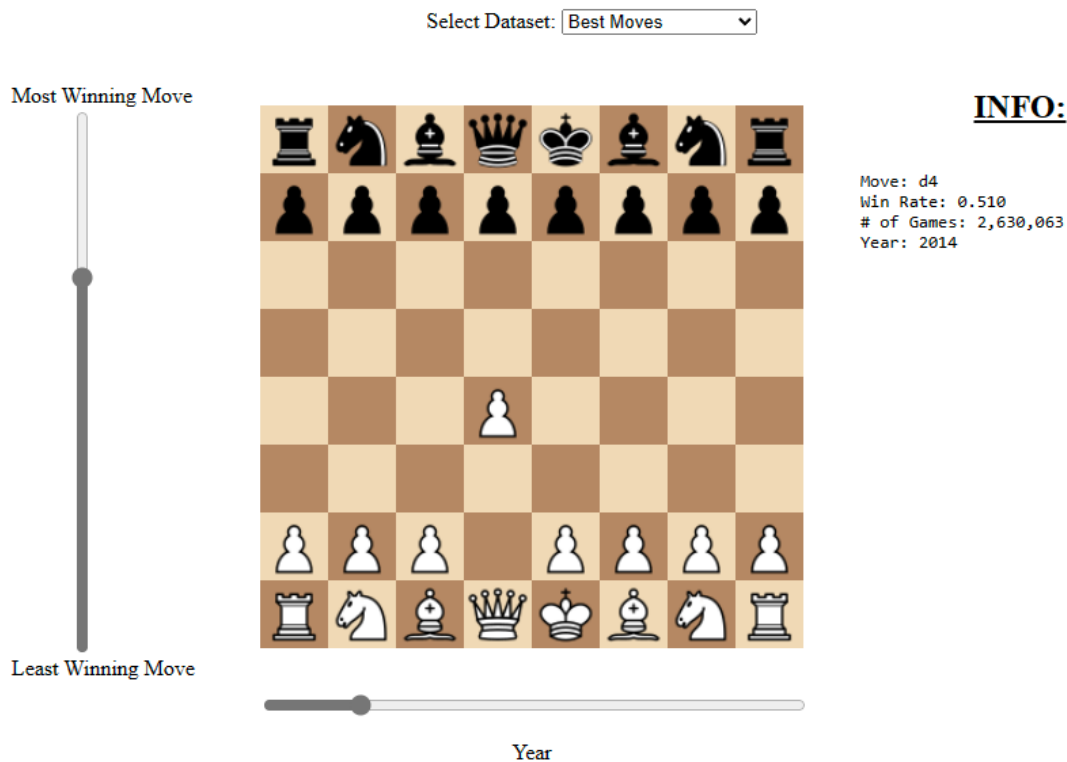 Select Dataset: Best Moves
Most Winning Move
INFO:
Move: d4
Win Rate: 0.510
# of Games: 2,630,063
Year: 2014
Least Winning Move
Year